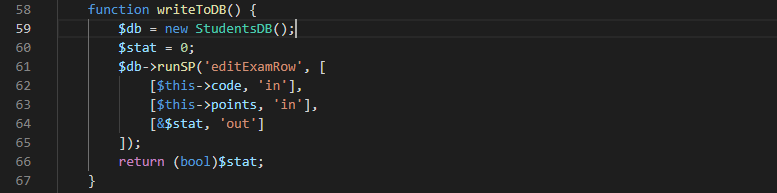 58 function writeToDB() {
59 $db = new StudentsDB();
60 $stat = 0;
61 $db->runSP('editExamRow', [
62 [$this->code, 'in'],
63 [$this->points, 'in'],
64 [&$stat, 'out']
65 ]);
66 return (bool)$stat;
67 }